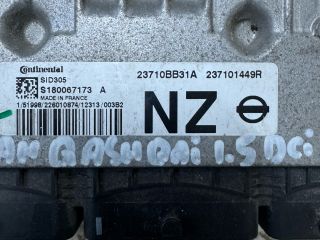 Continental
SID305
S180067173 A
MADE IN FRANCE
1/51998/226010874/12313/003B2
23710BB31A 237101449R
NZ
QASHQAI 1.5 DCi